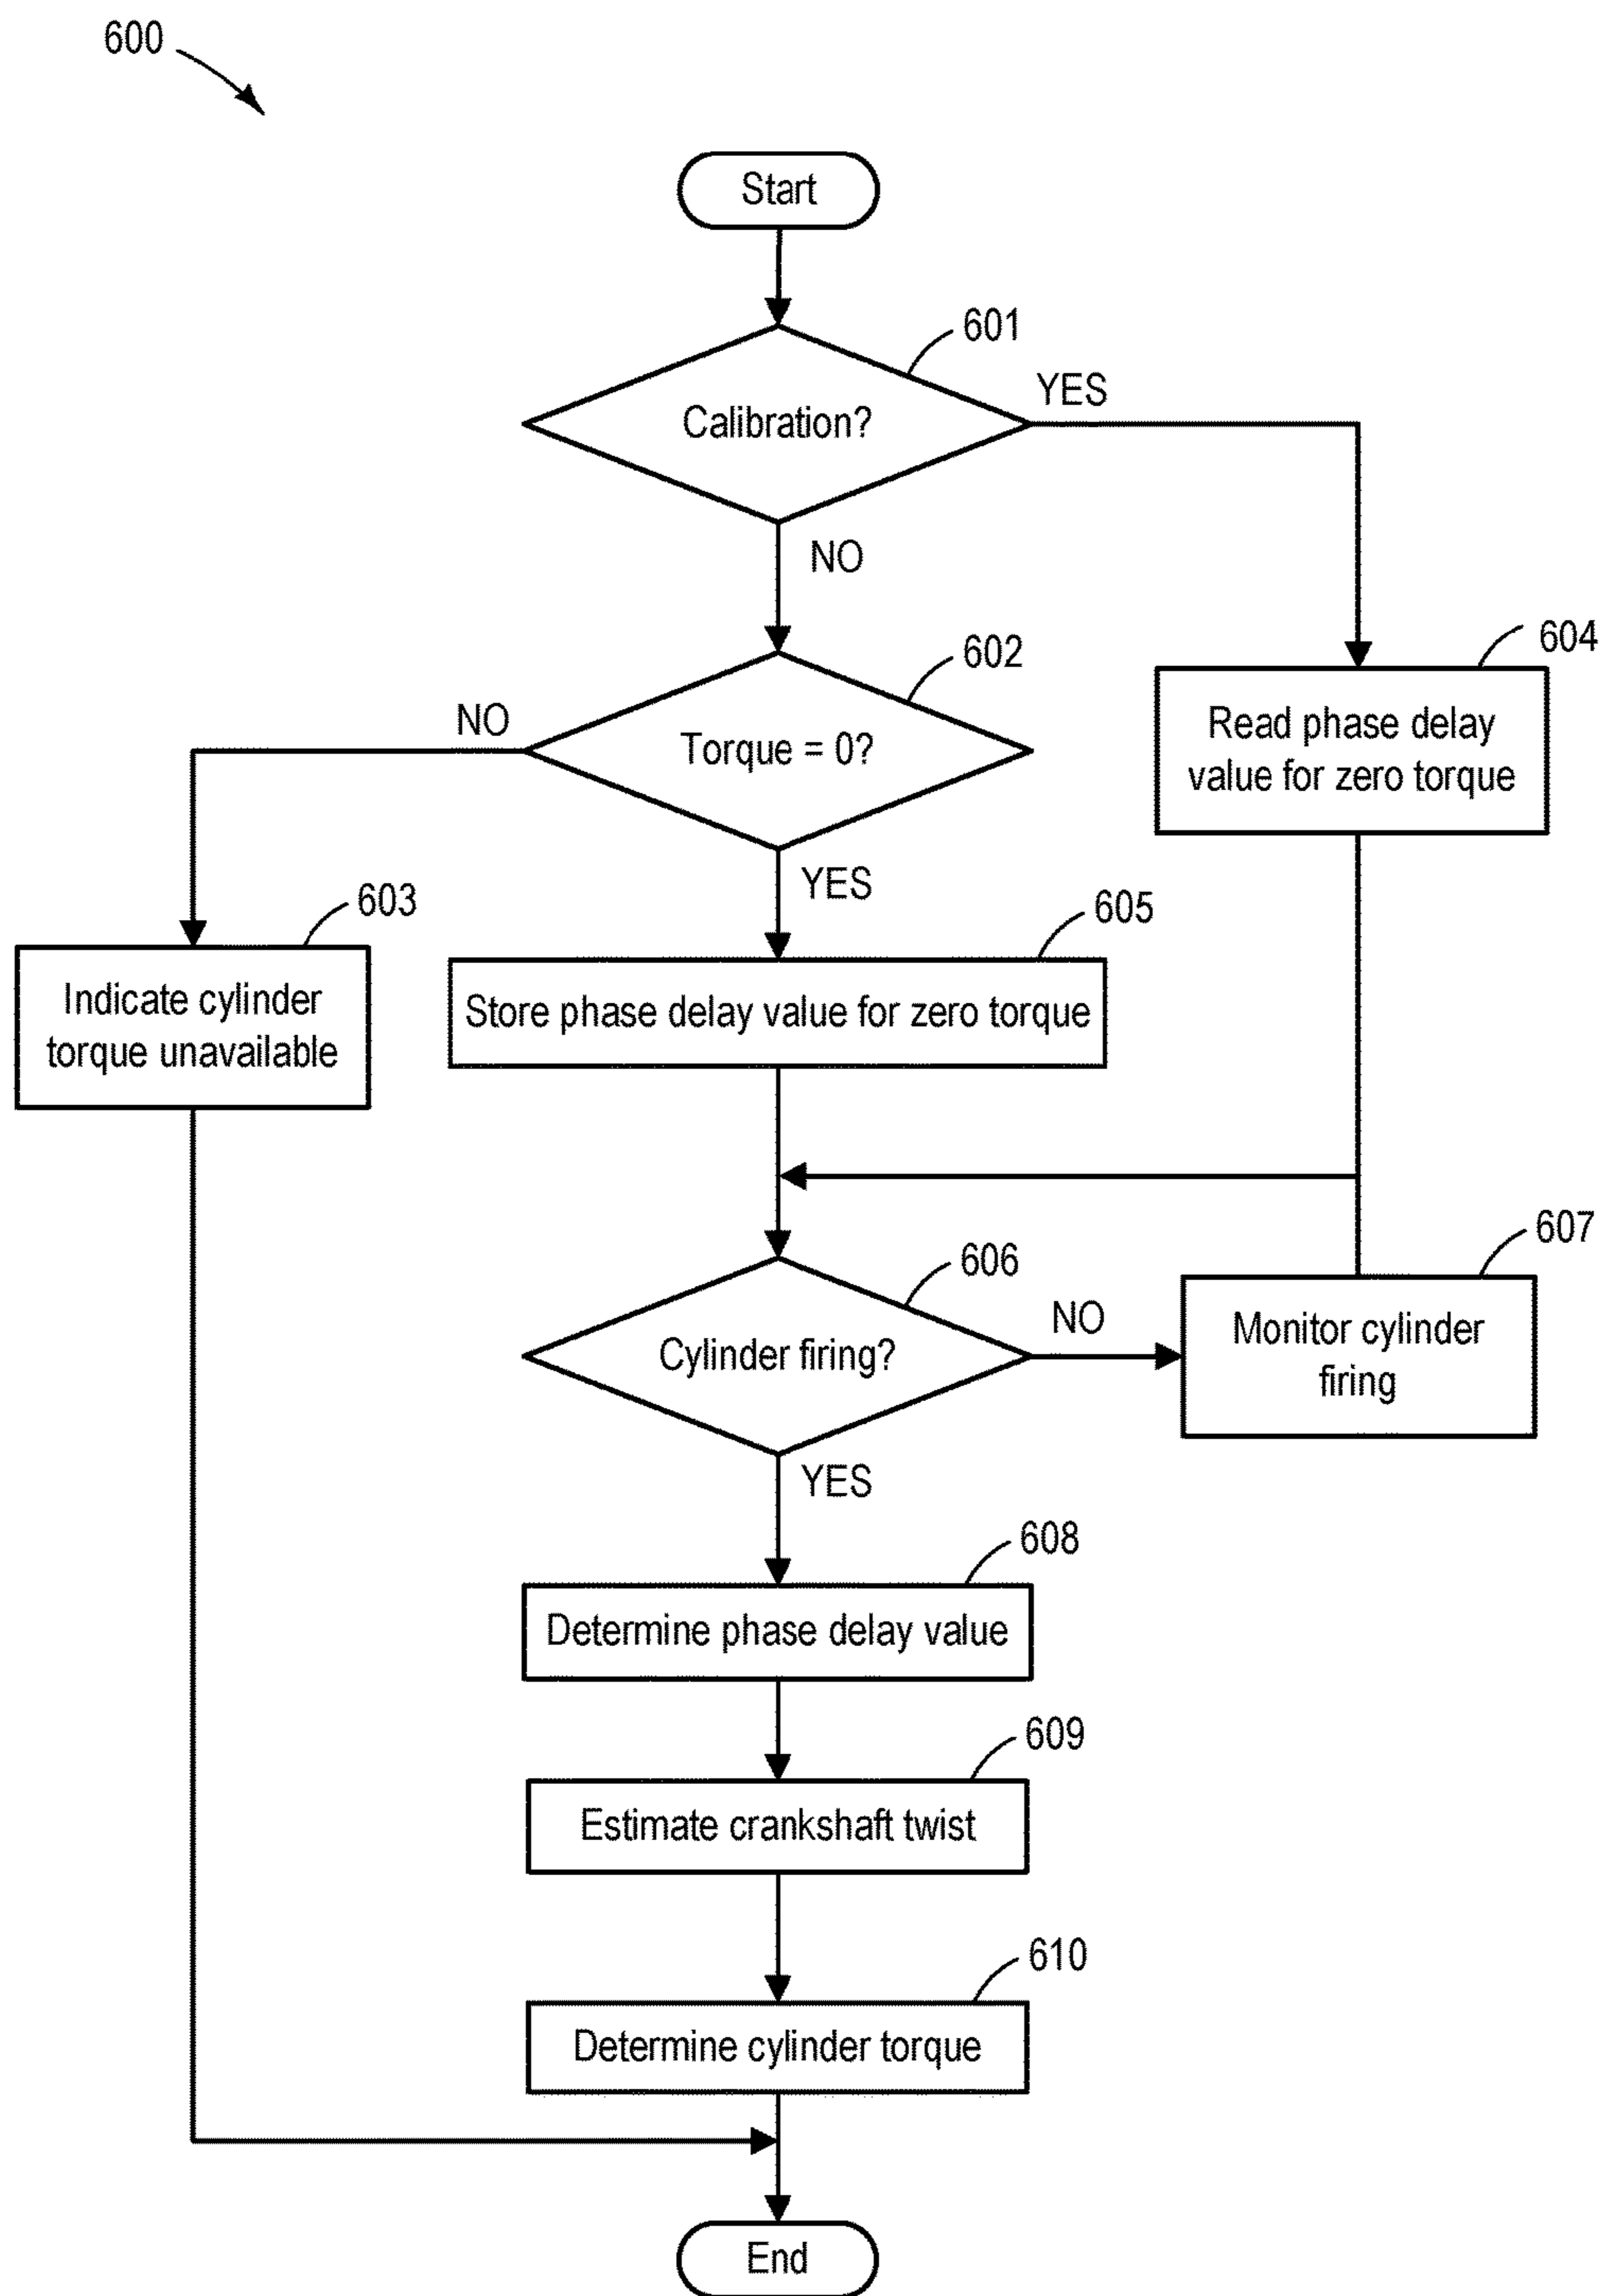 600
Start
601
Calibration?
YES
NO
602
Torque = 0?
NO
YES
604
Read phase delay
value for zero torque
603
Indicate cylinder
torque unavailable
605
Store phase delay value for zero torque
606
Cylinder firing?
NO
YES
607
Monitor cylinder
firing
608
Determine phase delay value
609
Estimate crankshaft twist
610
Determine cylinder torque
End